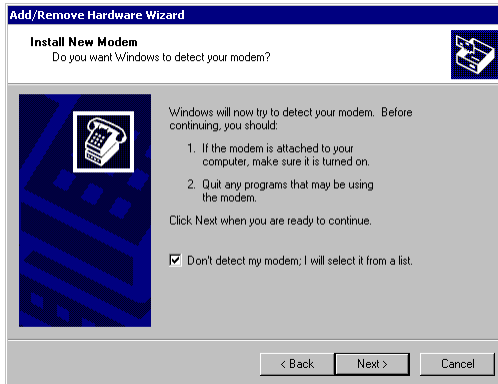 Add/Remove Hardware Wizard
Install New Modem
Do you want Windows to detect your modem?
Windows will now try to detect your modem. Before
continuing, you should:
1. If the modem is attached to your
computer, make sure it is turned on.
2. Quit any programs that may be using
the modem.
Click Next when you are ready to continue.
Don't detect my modem; I will select it from a list.
< Back
Next >
Cancel